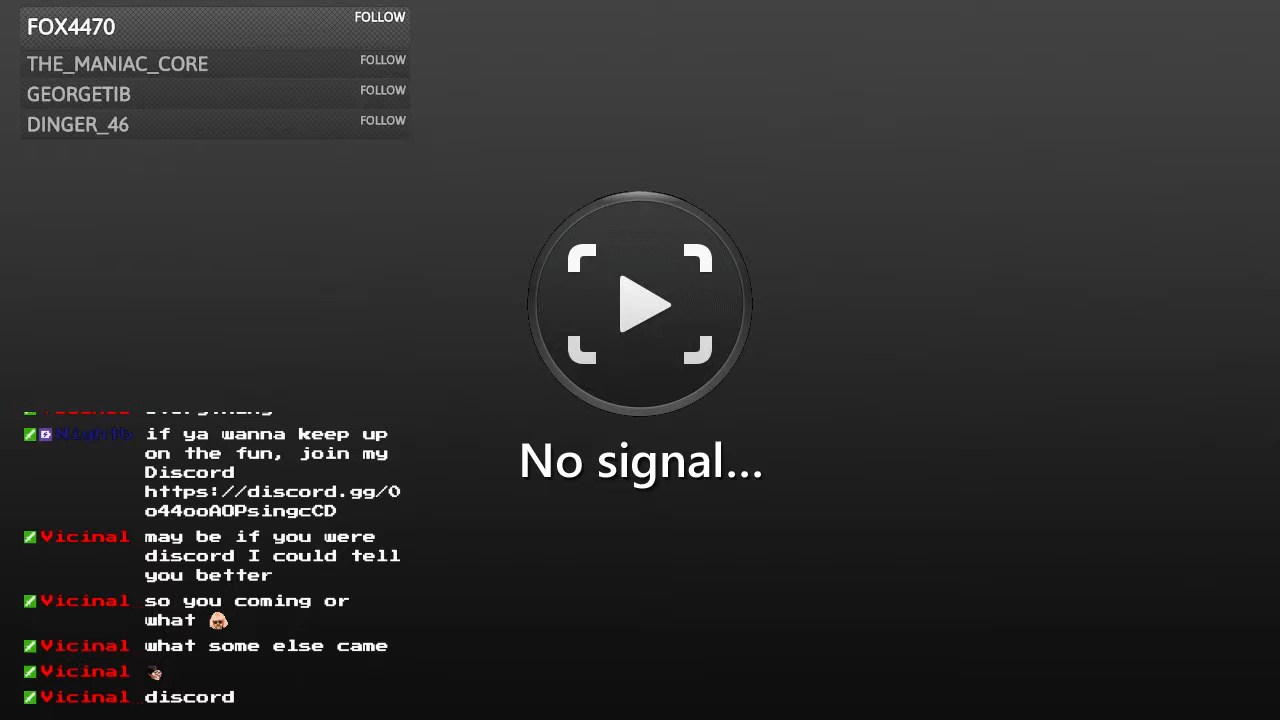 FOX4470 FOLLOW
THE_MANIAC_CORE FOLLOW
GEORGETIB FOLLOW
DINGER_46 FOLLOW
No signal...
everything
Nightb if ya wanna keep up
on the fun, join my
Discord
https://discord.gg/O
o44ooAOPsingcCD
Vicinal may be if you were
discord I could tell
you better
Vicinal so you coming or
what
Vicinal what some else came
Vicinal
Vicinal discord